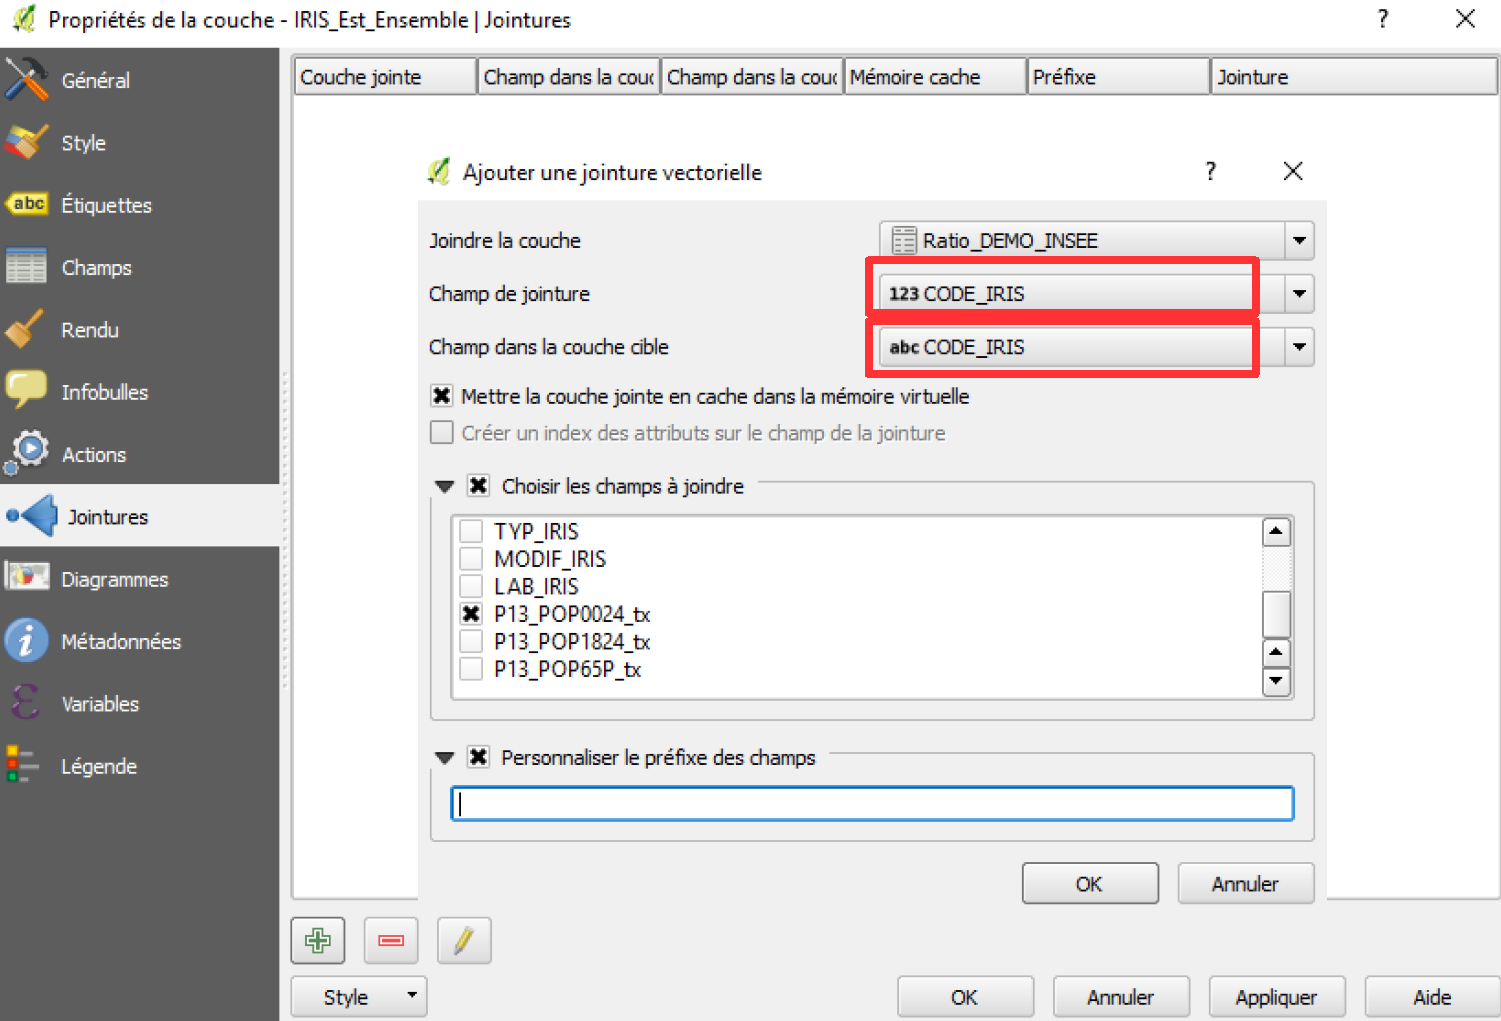 Propriétés de la couche - IRIS_Est_Ensemble | Jointures ?
Général
Style
abc Étiquettes
Champs
Rendu
Infobulles
Actions
Jointures
Diagrammes
Métadonnées
Variables
Légende
Couche jointe Champ dans la couc Champ dans la couc Mémoire cache Préfixe Jointure
Ajouter une jointure vectorielle ?
Joindre la couche Ratio_DEMO_INSEE
Champ de jointure 123 CODE_IRIS
Champ dans la couche cible abc CODE_IRIS
Mettre la couche jointe en cache dans la mémoire virtuelle
Créer un index des attributs sur le champ de la jointure
Choisir les champs à joindre
TYP_IRIS
MODIF_IRIS
LAB_IRIS
P13_POP0024_tx
P13_POP1824_tx
P13_POP65P_tx
Personnaliser le préfixe des champs
OK Annuler
Style OK Annuler Appliquer Aide